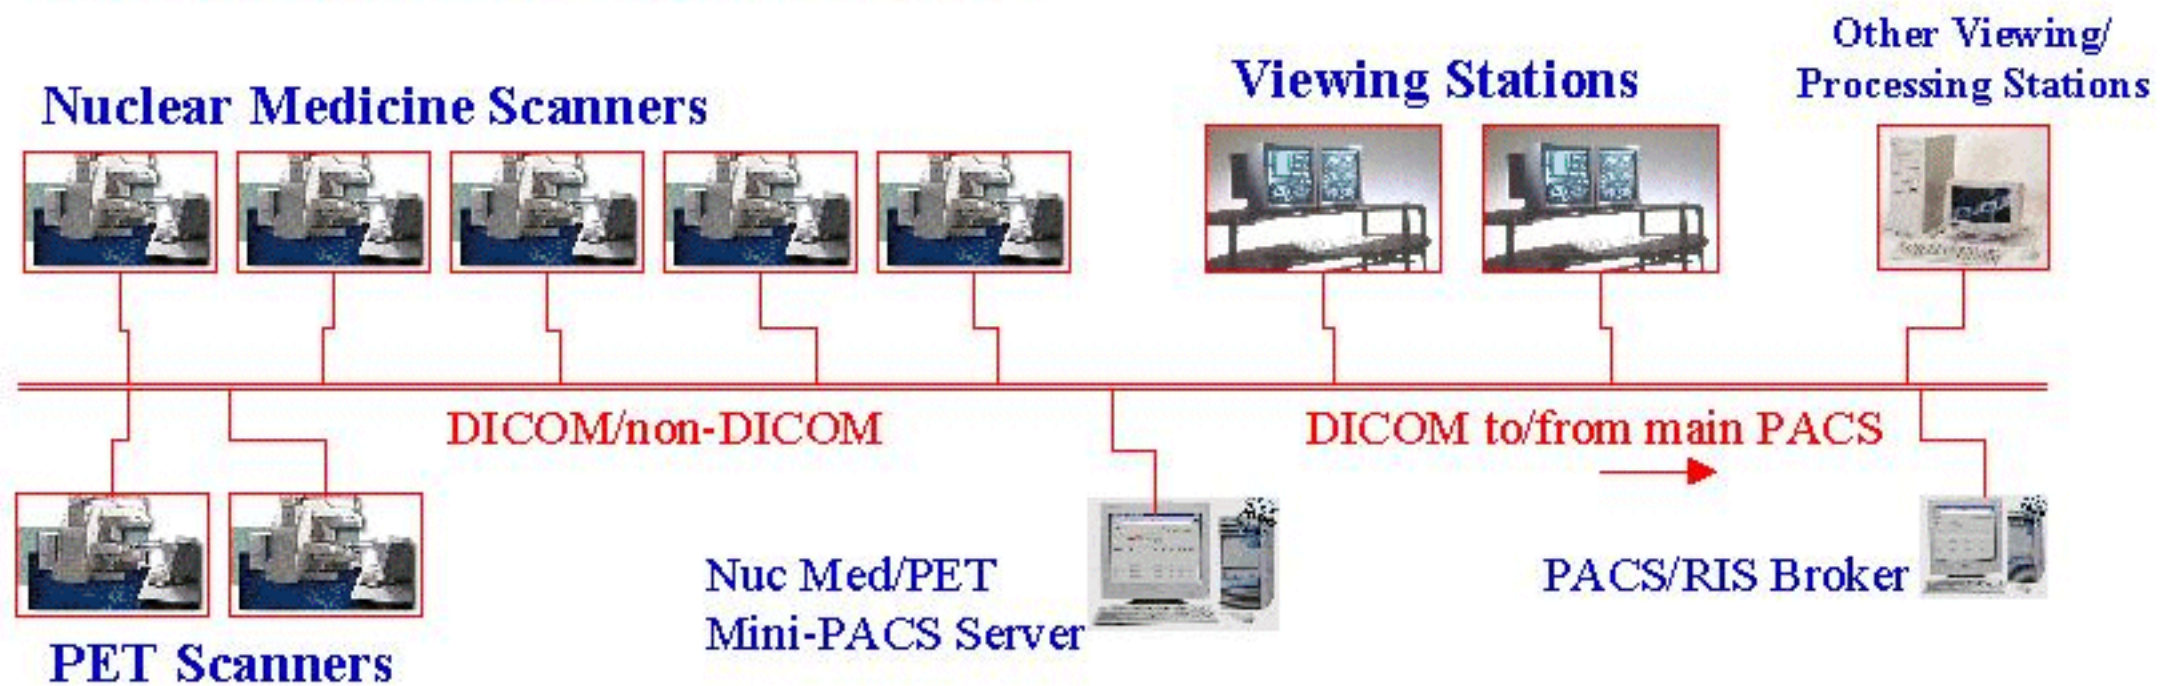 Other Viewing/
Processing Stations
Viewing Stations
Nuclear Medicine Scanners
DICOM/non-DICOM
DICOM to/from main PACS
Nuc Med/PET
Mini-PACS Server
PACS/RIS Broker
PET Scanners